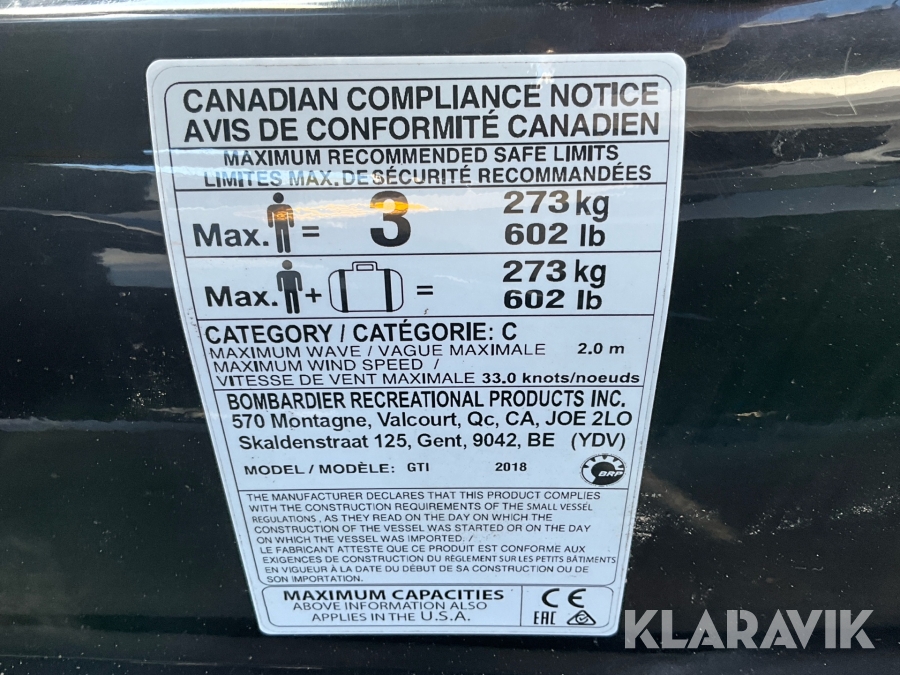 CANADIAN COMPLIANCE NOTICE
AVIS DE CONFORMITÉ CANADIEN
MAXIMUM RECOMMENDED SAFE LIMITS
LIMITES MAX. DE SÉCURITÉ RECOMMANDÉES
Max. = 3 273 kg
602 lb
Max. + = 273 kg
602 lb
CATEGORY / CATÉGORIE: C
MAXIMUM WAVE / VAGUE MAXIMALE 2.0 m
MAXIMUM WIND SPEED /
VITESSE DE VENT MAXIMALE 33.0 knots/noeuds
BOMBARDIER RECREATIONAL PRODUCTS INC.
570 Montagne, Valcourt, Qc, CA, JOE 2LO
Skaldenstraat 125, Gent, 9042, BE (YDV)
MODEL / MODÈLE: GTI 2018
BRP
THE MANUFACTURER DECLARES THAT THIS PRODUCT COMPLIES
WITH THE CONSTRUCTION REQUIREMENTS OF THE SMALL VESSEL
REGULATIONS, AS THEY READ ON THE DAY ON WHICH THE
CONSTRUCTION OF THE VESSEL WAS STARTED OR ON THE DAY
ON WHICH THE VESSEL WAS IMPORTED. /
LE FABRICANT ATTESTE QUE CE PRODUIT EST CONFORME AUX
EXIGENCES DE CONSTRUCTION DU RÈGLEMENT SUR LES PETITS BÂTIMENTS
EN VIGUEUR À LA DATE DU DÉBUT DE SA CONSTRUCTION OU DE
SON IMPORTATION.
MAXIMUM CAPACITIES
ABOVE INFORMATION ALSO
APPLIES IN THE U.S.A.
CE
EAC
KLARAVIK